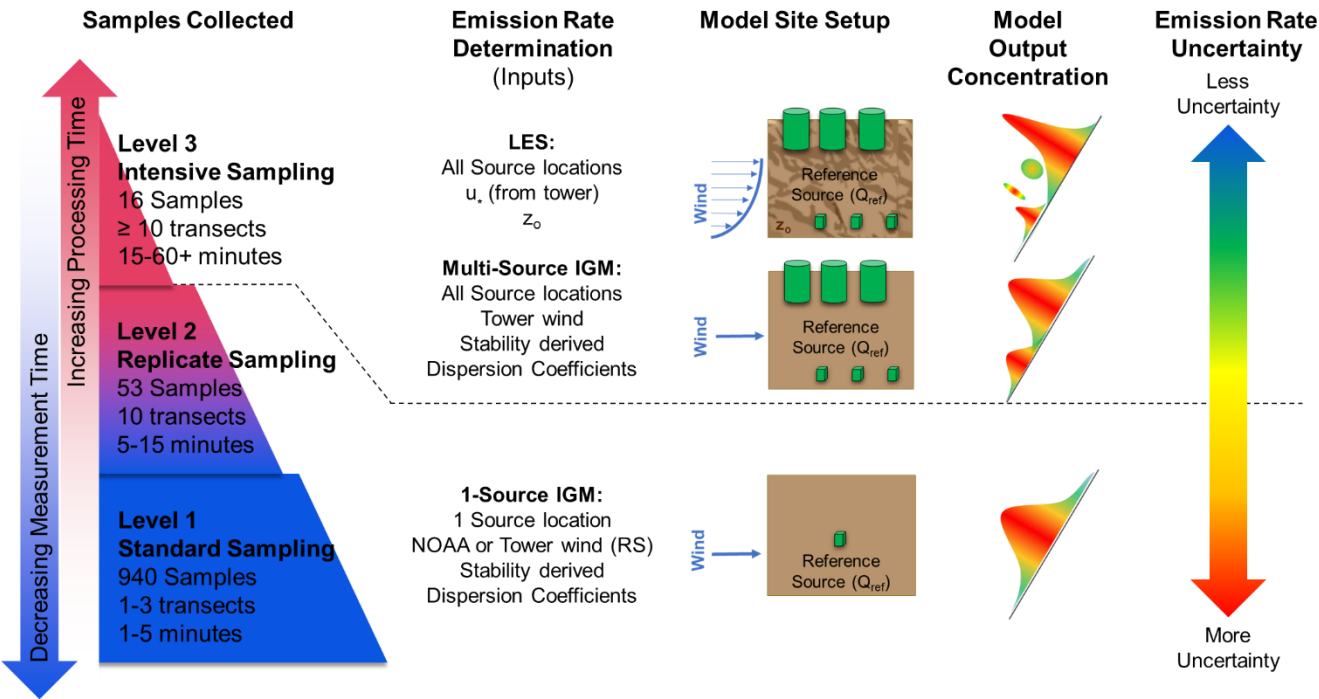 Samples Collected
Emission Rate
Determination
(Inputs)
Model Site Setup
Model
Output
Concentration
Emission Rate
Uncertainty
Less
Uncertainty
Decreasing Measurement Time
Increasing Processing Time
Level 3
Intensive Sampling
16 Samples
≥ 10 transects
15-60+ minutes
LES:
All Source locations
u* (from tower)
zo
Wind
Reference
Source (Qref)
zo
Level 2
Replicate Sampling
53 Samples
10 transects
5-15 minutes
Multi-Source IGM:
All Source locations
Tower wind
Stability derived
Dispersion Coefficients
Wind
Reference
Source (Qref)
Level 1
Standard Sampling
940 Samples
1-3 transects
1-5 minutes
1-Source IGM:
1 Source location
NOAA or Tower wind (RS)
Stability derived
Dispersion Coefficients
Wind
Reference
Source (Qref)
More
Uncertainty